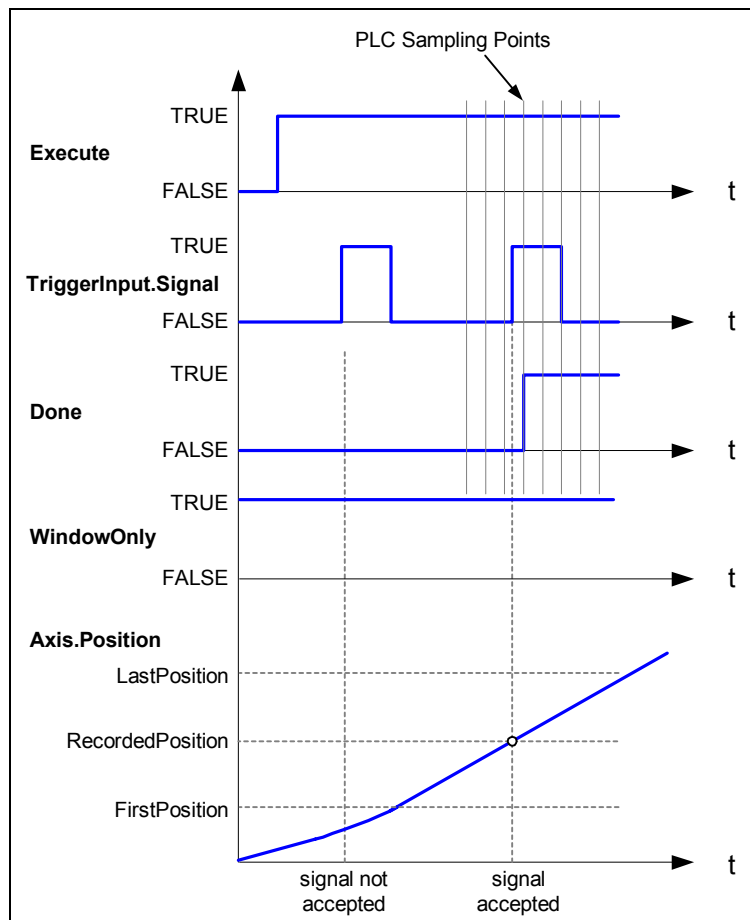 PLC Sampling Points
TRUE
Execute
FALSE
t
TRUE
TriggerInput.Signal
FALSE
t
TRUE
Done
FALSE
t
TRUE
WindowOnly
FALSE
t
Axis.Position
LastPosition
RecordedPosition
FirstPosition
t
signal not
accepted
signal
accepted